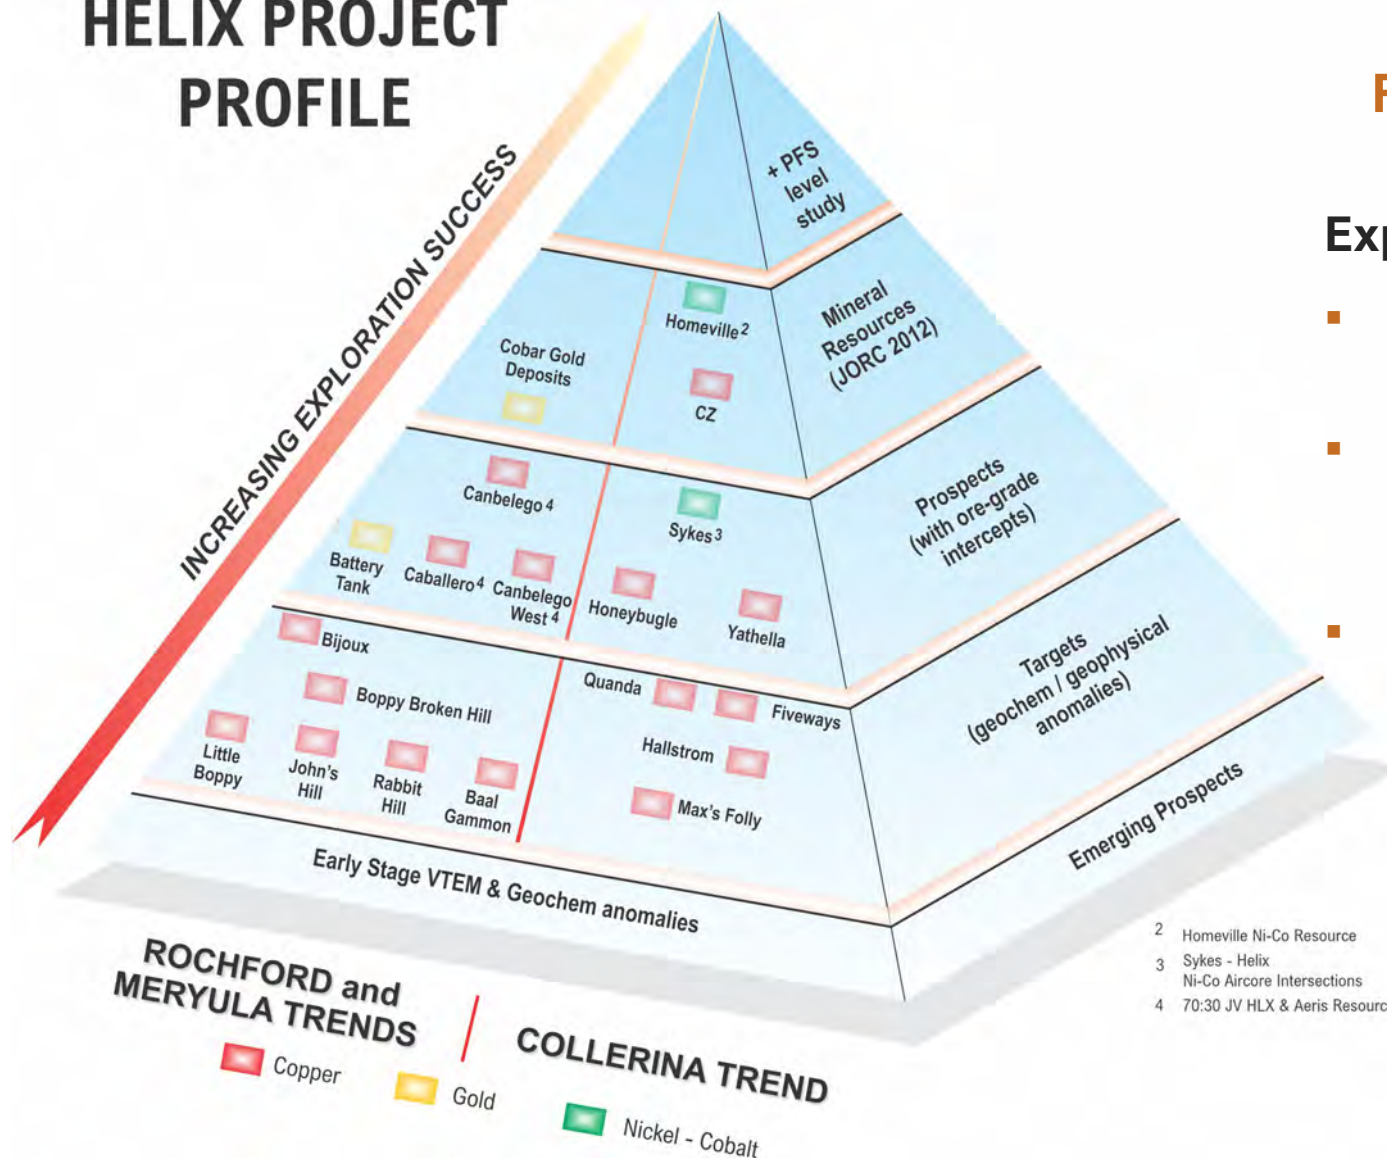 HELIX PROJECT
PROFILE
INCREASING EXPLORATION SUCCESS
+ PFS
level
study
Homeville 2
CZ
Cobar Gold
Deposits
Mineral
Resources
(JORC 2012)
Canbelego 4
Sykes 3
Battery
Tank
Caballero 4
Canbelego
West 4
Honeybugle
Yathella
Prospects
(with ore-grade
intercepts)
Bijoux
Boppy Broken Hill
Little
Boppy
John's
Hill
Rabbit
Hill
Baal
Gammon
Quanda
Fiveways
Hallstrom
Max's Folly
Targets
(geochem / geophysical
anomalies)
Early Stage VTEM & Geochem anomalies
Emerging Prospects
ROCHFORD and
MERYULA TRENDS
COLLERINA TREND
Copper
Gold
Nickel - Cobalt
2 Homeville Ni-Co Resource
3 Sykes - Helix
Ni-Co Aircore Intersections
4 70:30 JV HLX & Aeris